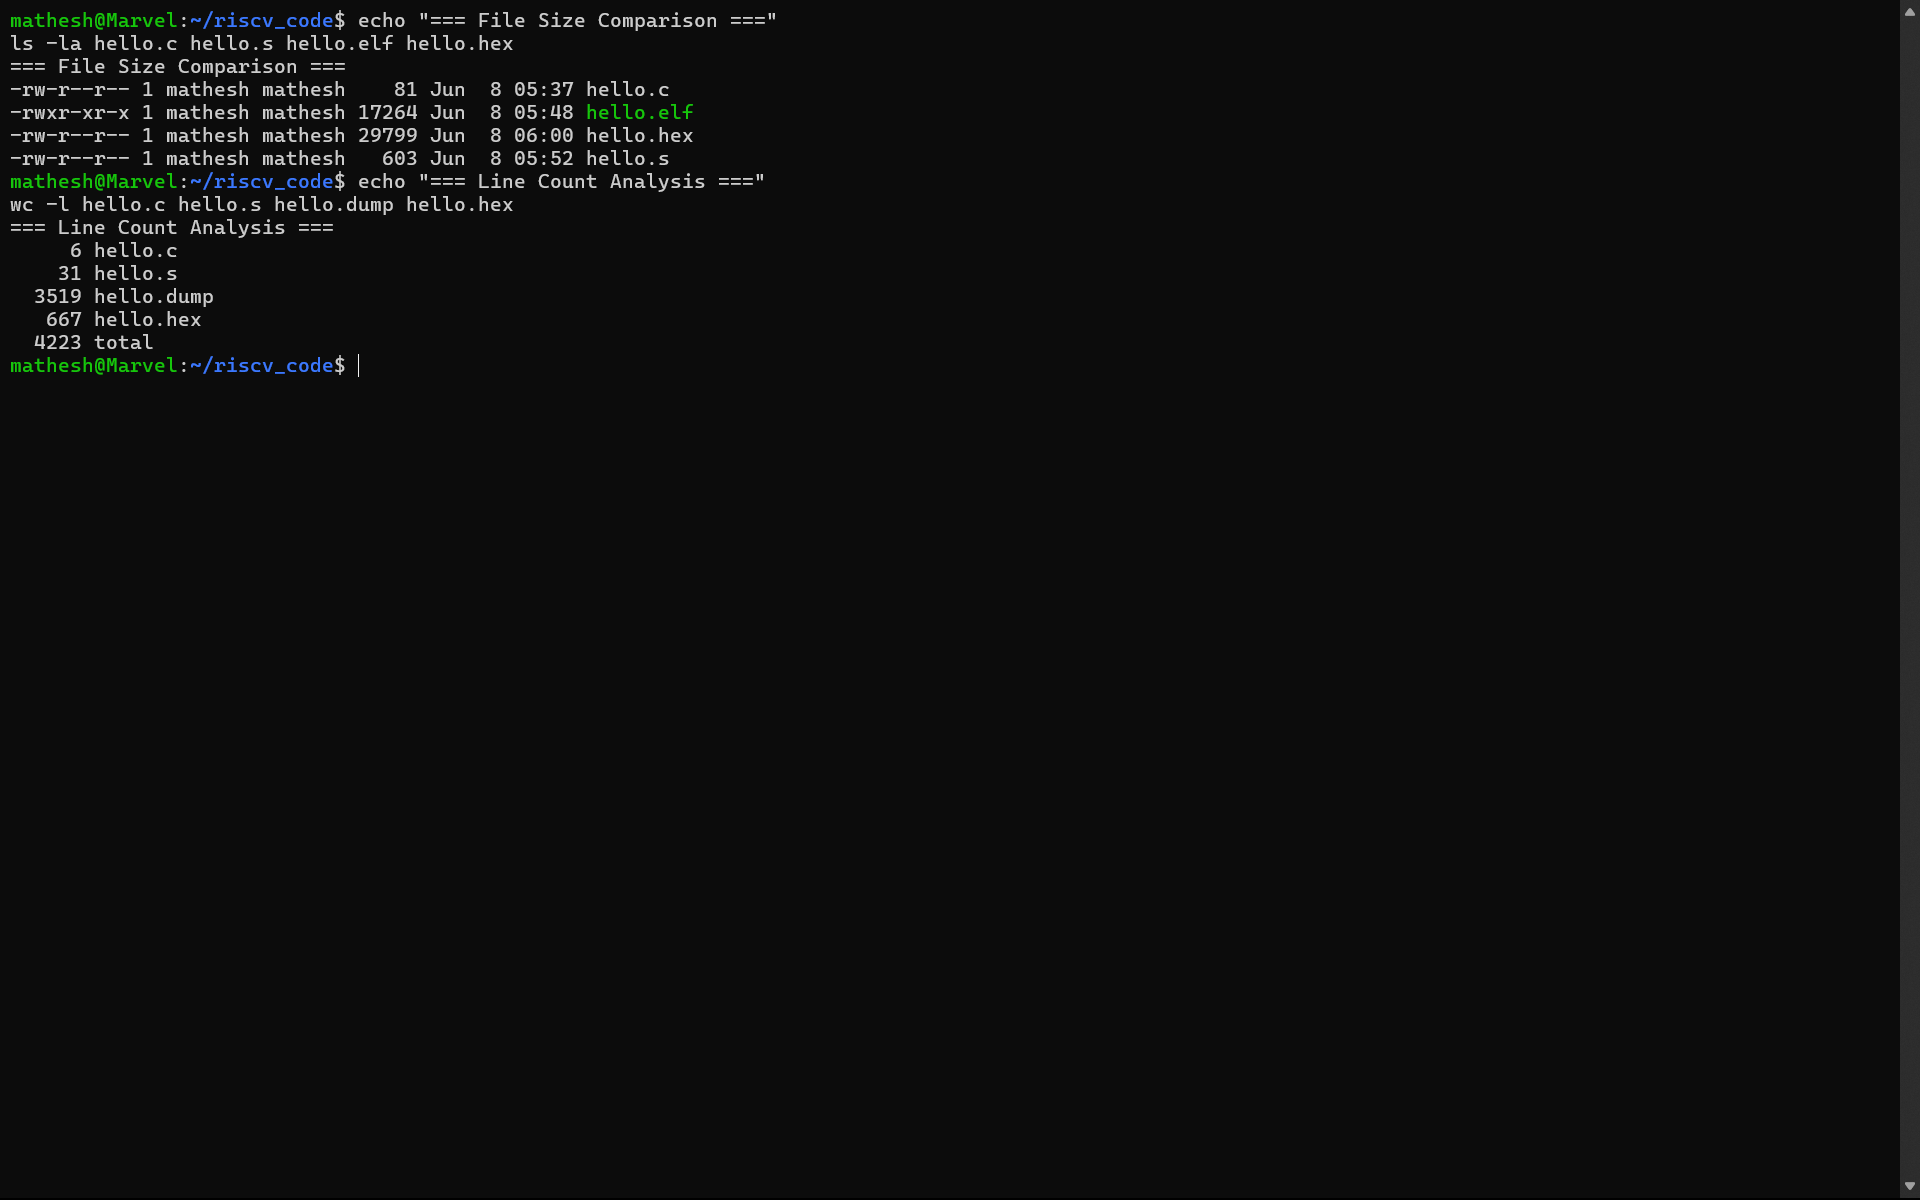 mathesh@Marvel:~/riscv_code$ echo "=== File Size Comparison ==="
ls -la hello.c hello.s hello.elf hello.hex
=== File Size Comparison ===
-rw-r--r-- 1 mathesh mathesh    81 Jun  8 05:37 hello.c
-rwxr-xr-x 1 mathesh mathesh 17264 Jun  8 05:48 hello.elf
-rw-r--r-- 1 mathesh mathesh 29799 Jun  8 06:00 hello.hex
-rw-r--r-- 1 mathesh mathesh   603 Jun  8 05:52 hello.s
mathesh@Marvel:~/riscv_code$ echo "=== Line Count Analysis ==="
wc -l hello.c hello.s hello.dump hello.hex
=== Line Count Analysis ===
     6 hello.c
    31 hello.s
  3519 hello.dump
   667 hello.hex
  4223 total
mathesh@Marvel:~/riscv_code$